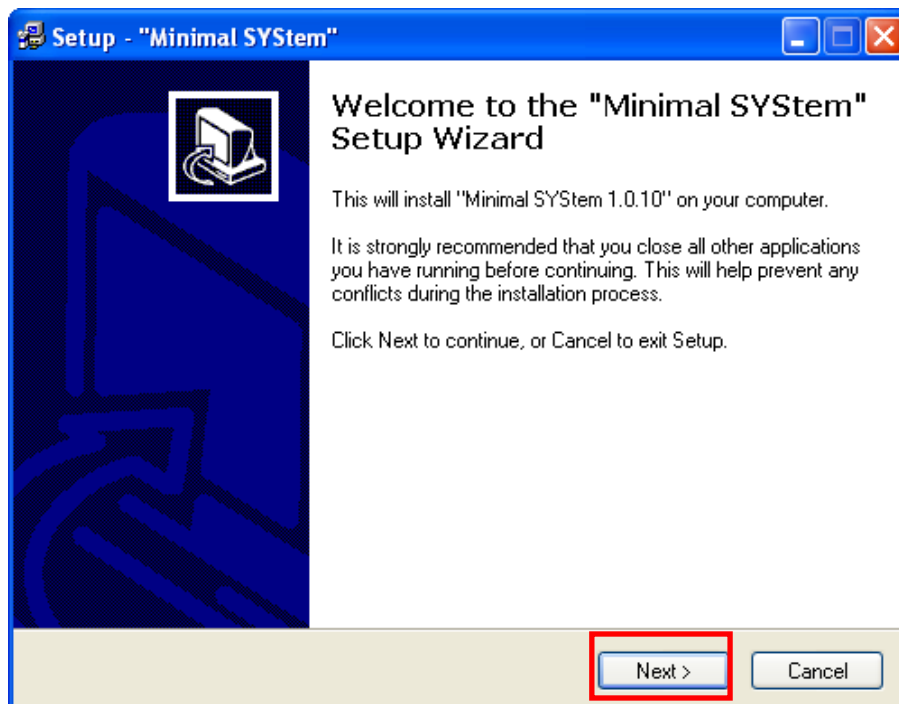 Setup - "Minimal SYStem"
Welcome to the "Minimal SYStem"
Setup Wizard
This will install "Minimal SYStem 1.0.10" on your computer.
It is strongly recommended that you close all other applications
you have running before continuing. This will help prevent any
conflicts during the installation process.
Click Next to continue, or Cancel to exit Setup.
Next >
Cancel